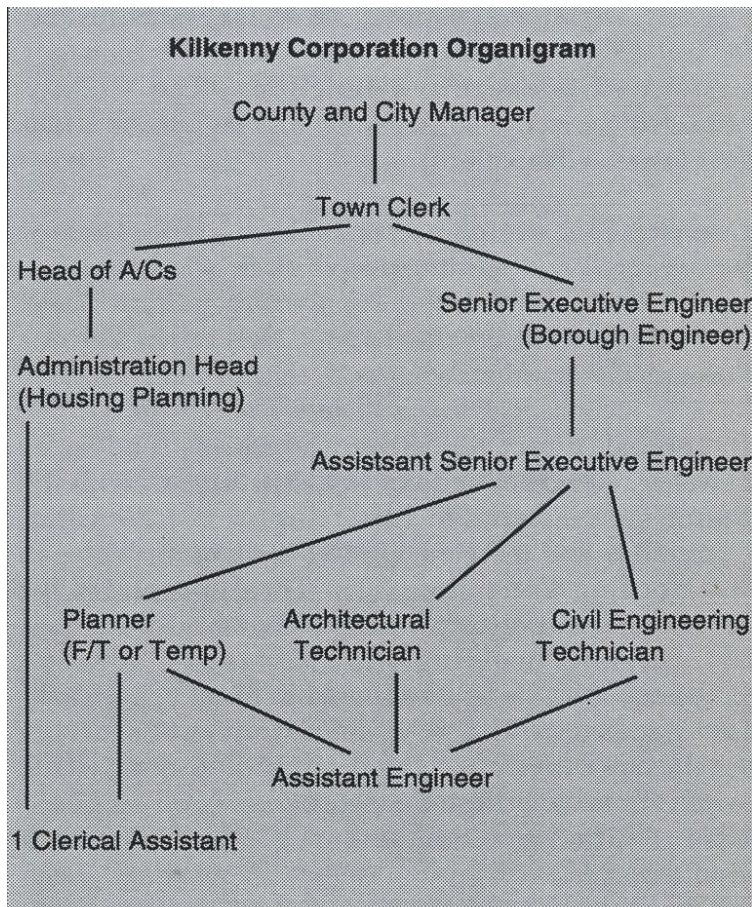 Kilkenny Corporation Organigram
County and City Manager
Town Clerk
Head of A/Cs
Senior Executive Engineer
(Borough Engineer)
Administration Head
(Housing Planning)
Assistsant Senior Executive Engineer
Planner
(F/T or Temp)
Architectural
Technician
Civil Engineering
Technician
Assistant Engineer
1 Clerical Assistant